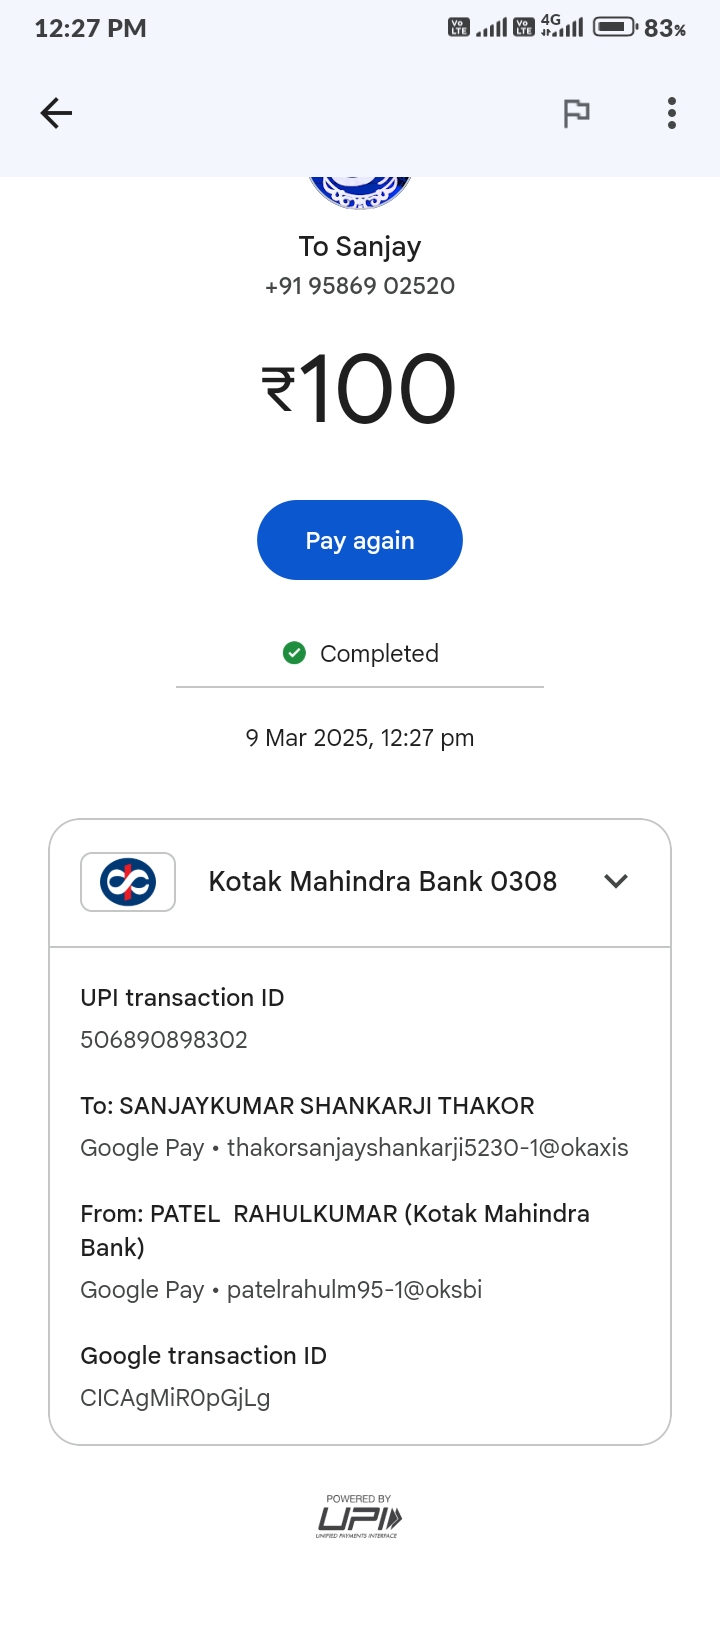 12:27 PM
Vo LTE Vo LTE 4G 83%
To Sanjay
+91 95869 02520
₹100
Pay again
Completed
9 Mar 2025, 12:27 pm
Kotak Mahindra Bank 0308
UPI transaction ID
506890898302
To: SANJAYKUMAR SHANKARJI THAKOR
Google Pay • thakorsanjayshankarji5230-1@okaxis
From: PATEL  RAHULKUMAR (Kotak Mahindra
Bank)
Google Pay • patelrahulm95-1@oksbi
Google transaction ID
CICAgMiR0pGjLg
POWERED BY
UPI
UNIFIED PAYMENTS INTERFACE